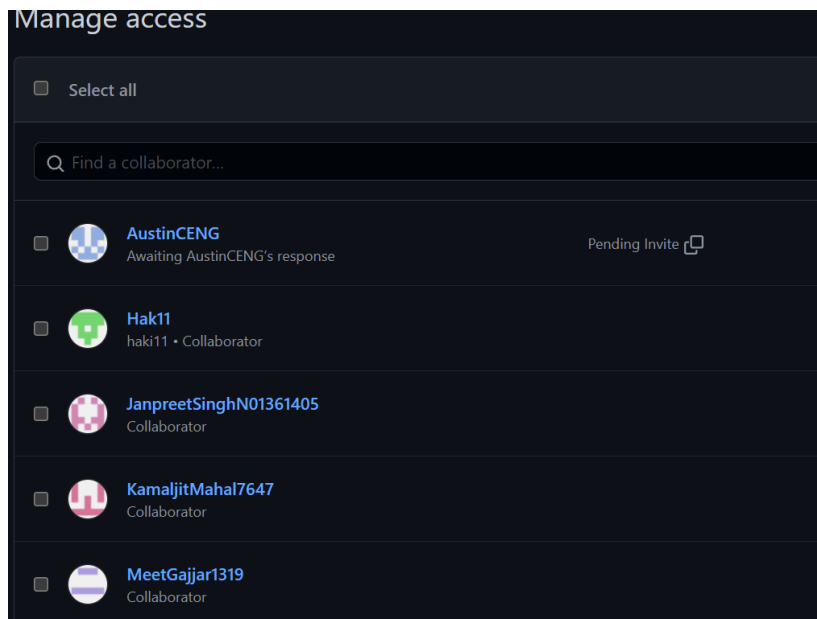 Manage access
Select all
Find a collaborator...
AustinCENG
Awaiting AustinCENG's response
Pending Invite
Hak11
haki11 • Collaborator
JanpreetSinghN01361405
Collaborator
KamaljitMahal7647
Collaborator
MeetGajjar1319
Collaborator